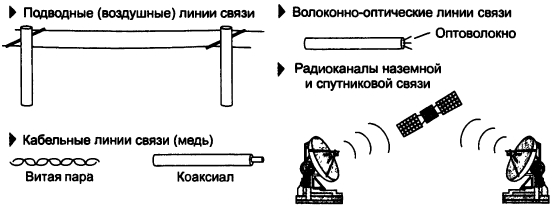 Подводные (воздушные) линии связи
Кабельные линии связи (медь)
Витая пара
Коаксиал
Волоконно-оптические линии связи
Оптоволокно
Радиоканалы наземной
и спутниковой связи